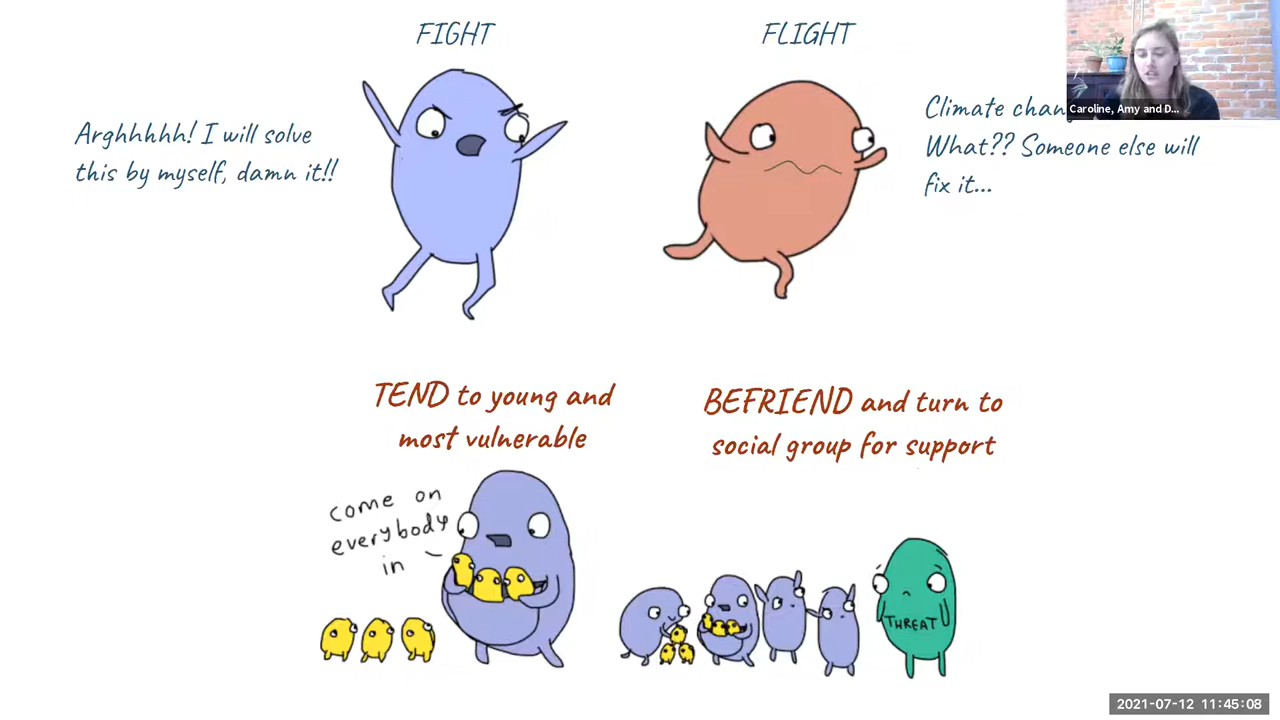 FIGHT
FLIGHT
Arghhhhh! I will solve
this by myself, damn it!!
Climate
What?? Someone else will
fix it...
Caroline, Amy and D...
TEND to young and
most vulnerable
BEFRIEND and turn to
social group for support
come on
everybody
in
THREAT
2021-07-12 11:45:08